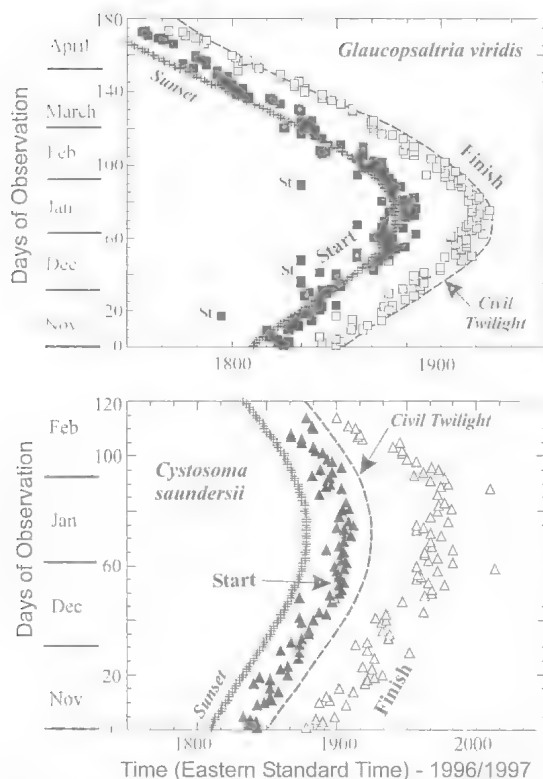 180
April
Glaucopsaltria viridis
Sunset
140
March
Feb
100
Finish
St
Jan
60
St
Start
Dec
20
St
Civil
Twilight
Nov
0
1800
1900
Days of Observation
120
Feb
Civil Twilight
Cystosoma
saundersii
100
Jan
Start
60
Dec
20
Sunset
Finish
Nov
1
1800
1900
2000
Days of Observation
Time (Eastern Standard Time) - 1996/1997